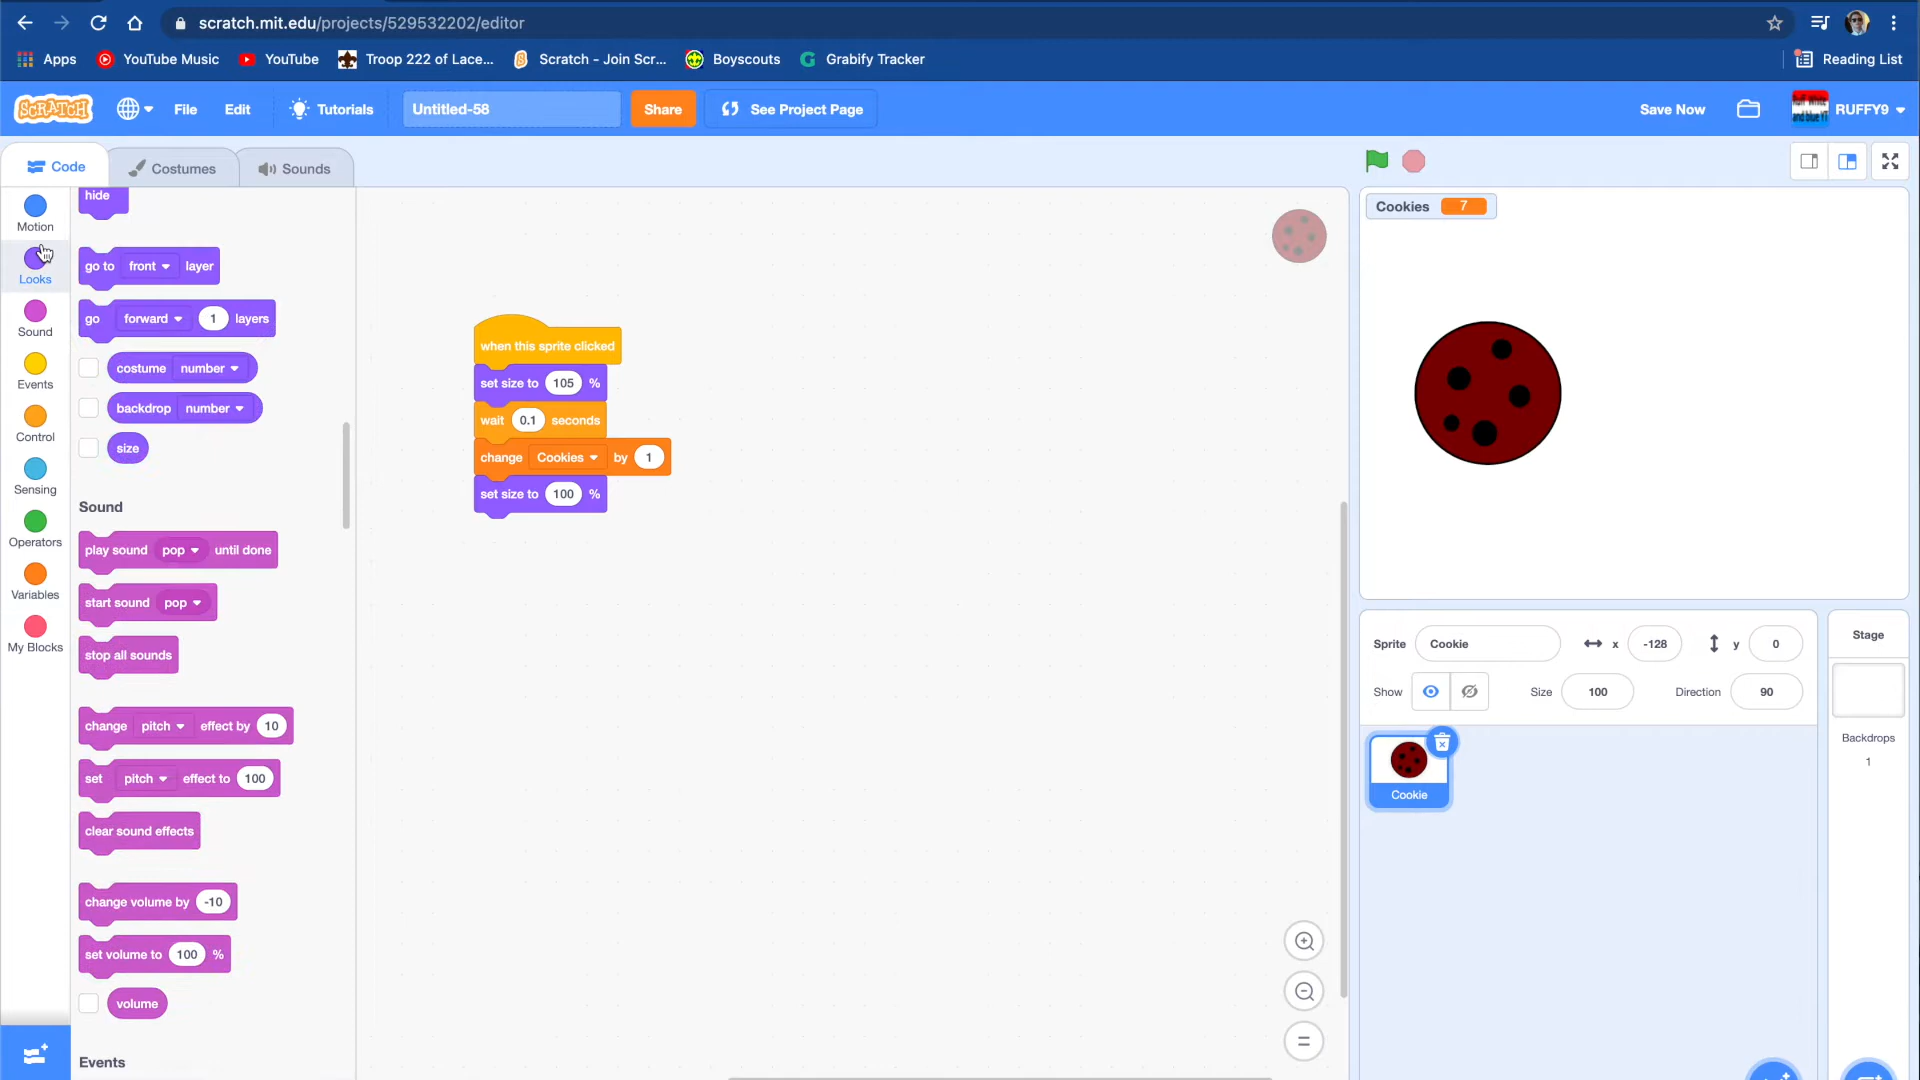 scratch.mit.edu/projects/529532202/editor
Apps YouTube Music YouTube Troop 222 of Lace... Scratch - Join Scr... Boyscouts Grabify Tracker Reading List
SCRATCH File Edit Tutorials Untitled-58 Share See Project Page Save Now RUFFY9
Code Costumes Sounds
Motion
Looks
Sound
Events
Control
Sensing
Operators
Variables
My Blocks
hide
go to front layer
go forward 1 layers
costume number
backdrop number
size
Sound
play sound pop until done
start sound pop
stop all sounds
change pitch effect by 10
set pitch effect to 100
clear sound effects
change volume by -10
set volume to 100 %
volume
Events
when this sprite clicked
set size to 105 %
wait 0.1 seconds
change Cookies by 1
set size to 100 %
Cookies 7
Sprite Cookie x -128 y 0
Show Size 100 Direction 90
Cookie
Stage
Backdrops
1